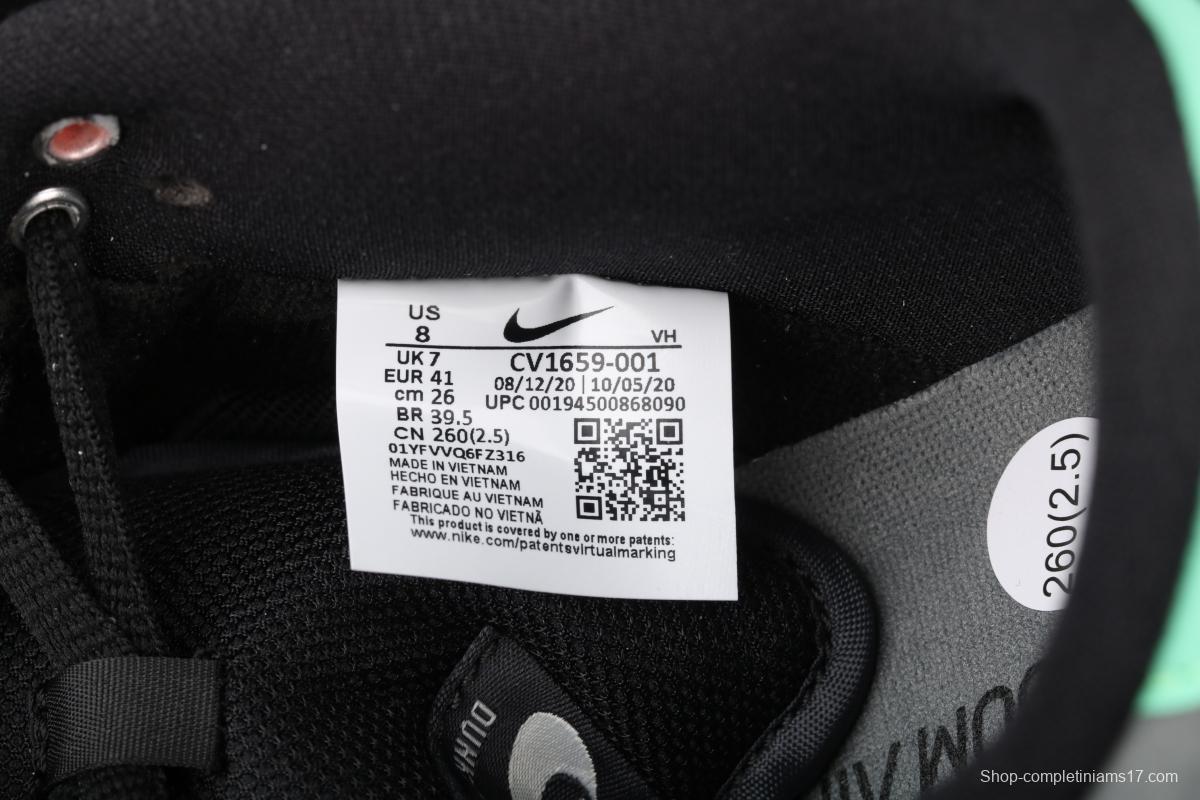 US
8
VH
UK 7
EUR 41
cm 26
BR 39.5
CN 260(2.5)
01YFVVQ6FZ316
CV1659-001
08/12/20 | 10/05/20
UPC 00194500868090
MADE IN VIETNAM
HECHO EN VIETNAM
FABRIQUE AU VIETNAM
FABRICADO NO VIETNÃ
This product is covered by one or more patents:
www.nike.com/patentsvirtualmarking
260(2.5)
Shop-completiniams17.com